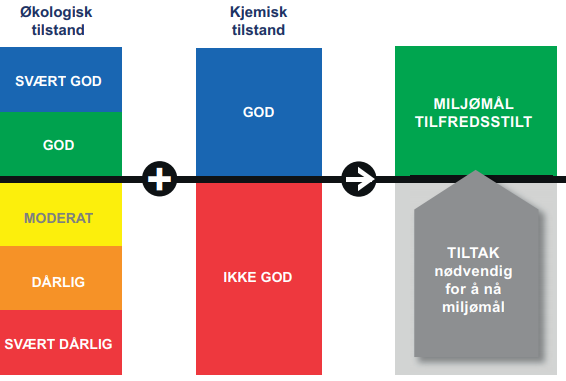 Økologisk
tilstand
SVÆRT GOD
GOD
MODERAT
DÅRLIG
SVÆRT DÅRLIG
Kjemisk
tilstand
GOD
IKKE GOD
MILJØMÅL
TILFREDSSTILT
TILTAK
nødvendig
for å nå
miljømål